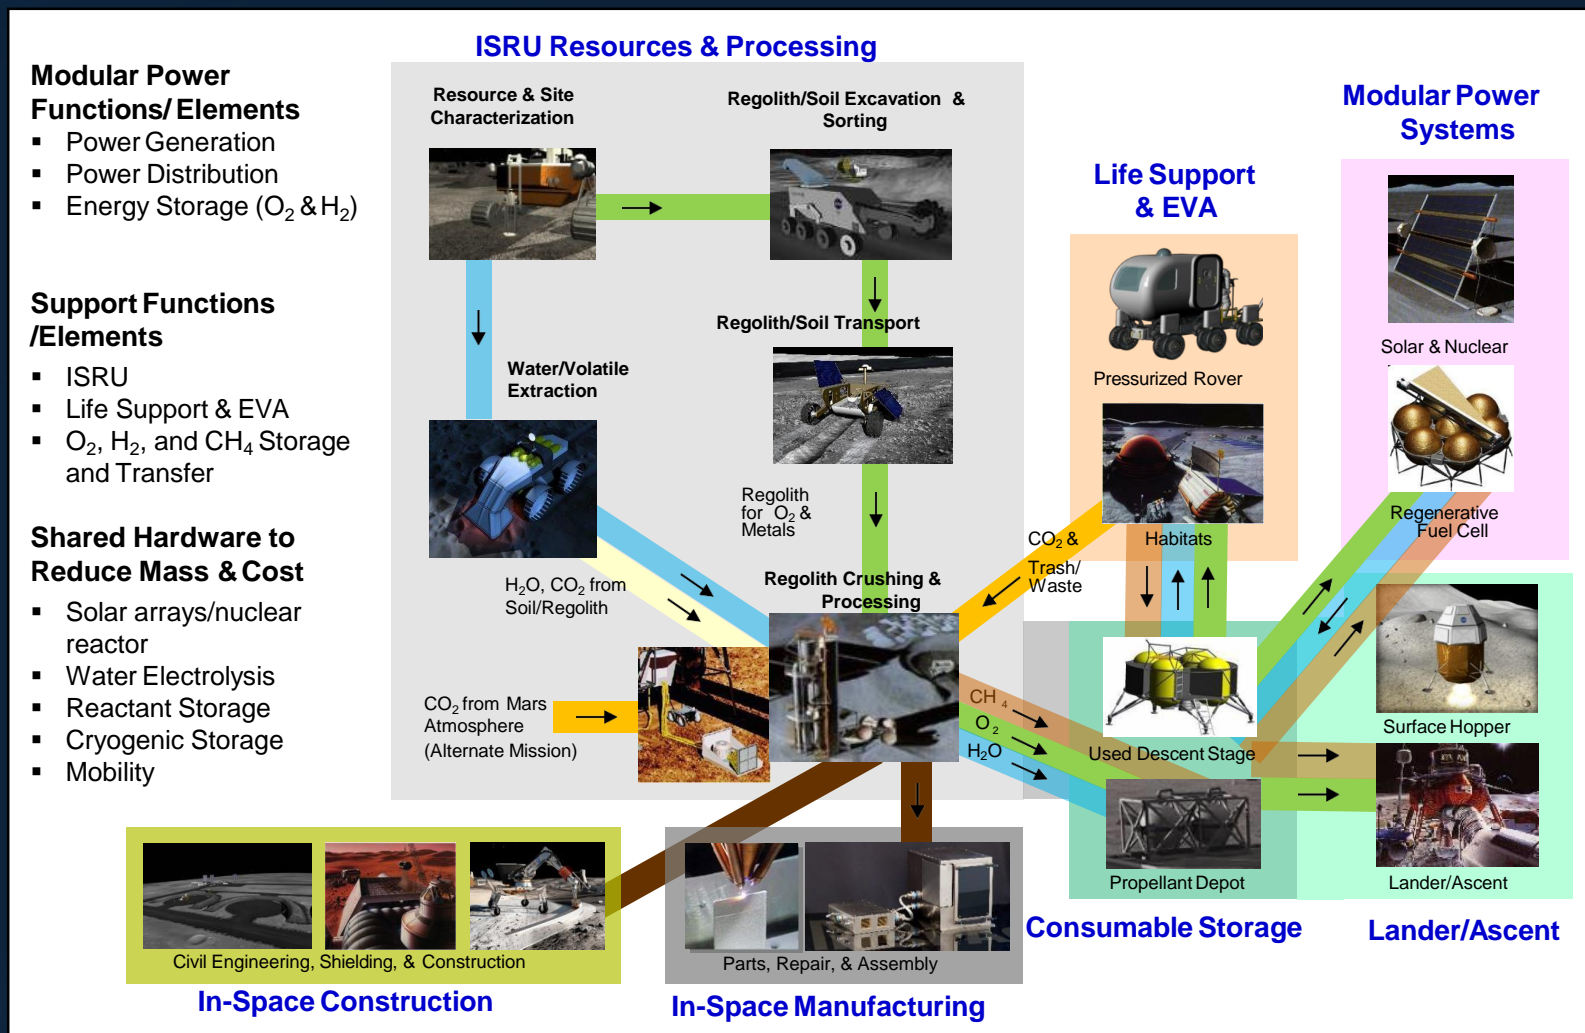 ISRU Resources & Processing
Modular Power
Functions/ Elements
▪ Power Generation
▪ Power Distribution
▪ Energy Storage (O₂ & H₂)
Support Functions
/Elements
▪ ISRU
▪ Life Support & EVA
▪ O₂, H₂, and CH₄ Storage
and Transfer
Shared Hardware to
Reduce Mass & Cost
▪ Solar arrays/nuclear
reactor
▪ Water Electrolysis
▪ Reactant Storage
▪ Cryogenic Storage
▪ Mobility
Resource & Site
Characterization
Regolith/Soil Excavation &
Sorting
Regolith/Soil Transport
Water/Volatile
Extraction
Regolith
for O₂ &
Metals
H₂O, CO₂ from
Soil/Regolith
Regolith Crushing &
Processing
CO₂ from Mars
Atmosphere
(Alternate Mission)
Life Support
& EVA
Pressurized Rover
Habitats
CO₂ &
Trash/
Waste
Modular Power
Systems
Solar & Nuclear
Regenerative
Fuel Cell
CH₄
O₂
H₂O
Used Descent Stage
Propellant Depot
Consumable Storage
Surface Hopper
Lander/Ascent
Lander/Ascent
Civil Engineering, Shielding, & Construction
In-Space Construction
Parts, Repair, & Assembly
In-Space Manufacturing